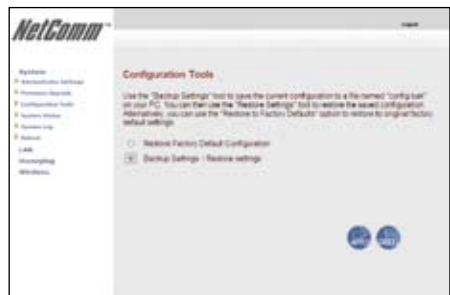 NetComm
Logout
System
Administrator Settings
Firmware Upgrade
Configuration Tools
System Status
System Log
Reboot
LAN
Wireless
Configuration Tools
Use the "Backup Settings" tool to save the current configuration to a file named "config.bin"
on your PC. You can then use the "Restore Settings" tool to restore the saved configuration.
Alternatively, you can use the "Restore to Factory Defaults" option to restore to original factory
default settings.
Restore Factory Default Configuration
Backup Settings / Restore settings